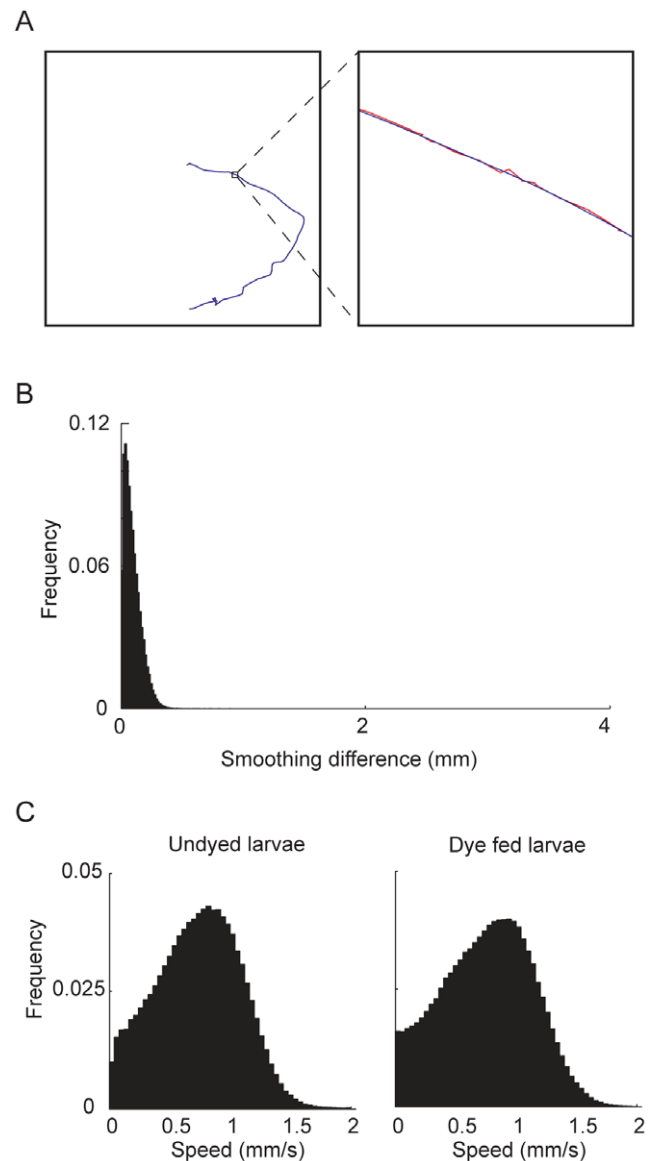 A
B
0.12
0.06
0
Frequency
0 2 4
Smoothing difference (mm)
C
Undyed larvae Dye fed larvae
0.05
0.025
0
Frequency
0 0.5 1 1.5 2 0 0.5 1 1.5 2
Speed (mm/s) Speed (mm/s)